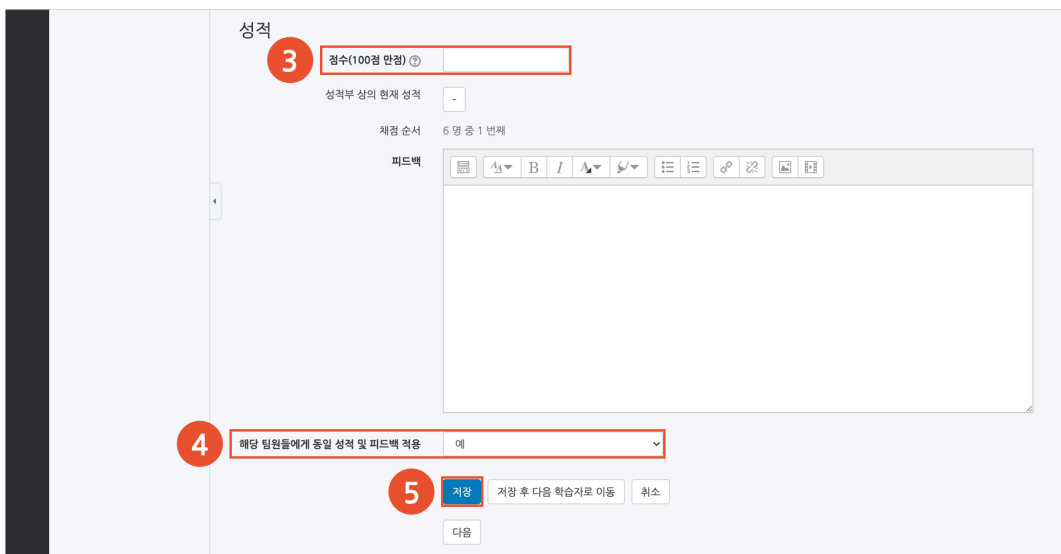 성적
3 점수(100점 만점) ?
성적부 상의 현재 성적 -
채점 순서 6 명 중 1 번째
피드백
B I
4 해당 팀원들에게 동일 성적 및 피드백 적용 예
5 저장 저장 후 다음 학습자로 이동 취소
다음